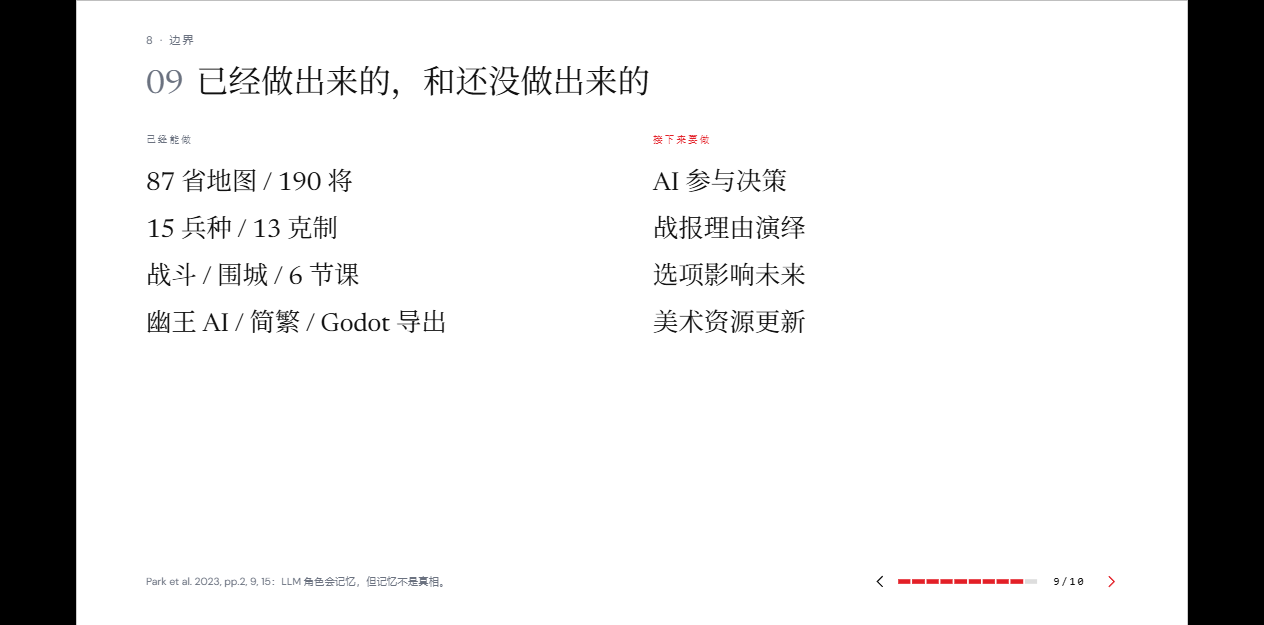 8 · 边界
09 已经做出来的，和还没做出来的
已经能做
87 省地图 / 190 将
15 兵种 / 13 克制
战斗 / 围城 / 6 节课
幽王 AI / 简繁 / Godot 导出
接下来要做
AI 参与决策
战报理由演绎
选项影响未来
美术资源更新
Park et al. 2023, pp.2, 9, 15：LLM 角色会记忆，但记忆不是真相。
9/10